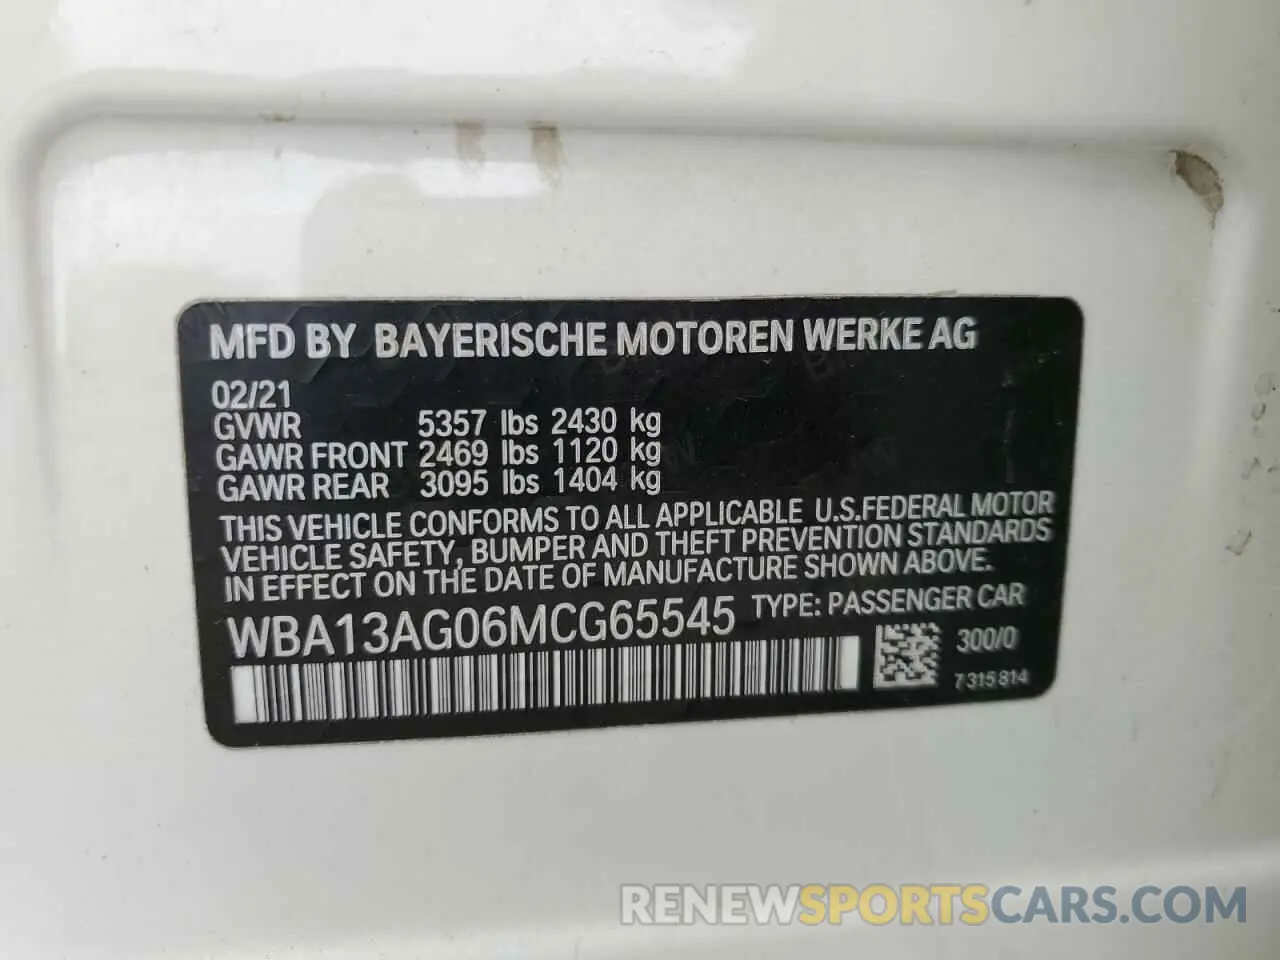 MFD BY BAYERISCHE MOTOREN WERKE AG
02/21
GVWR 5357 lbs 2430 kg
GAWR FRONT 2469 lbs 1120 kg
GAWR REAR 3095 lbs 1404 kg
THIS VEHICLE CONFORMS TO ALL APPLICABLE U.S.FEDERAL MOTOR
VEHICLE SAFETY, BUMPER AND THEFT PREVENTION STANDARDS
IN EFFECT ON THE DATE OF MANUFACTURE SHOWN ABOVE.
WBA13AG06MCG65545 TYPE: PASSENGER CAR
300/0
7315814
RENEWSPORTSCARS.COM